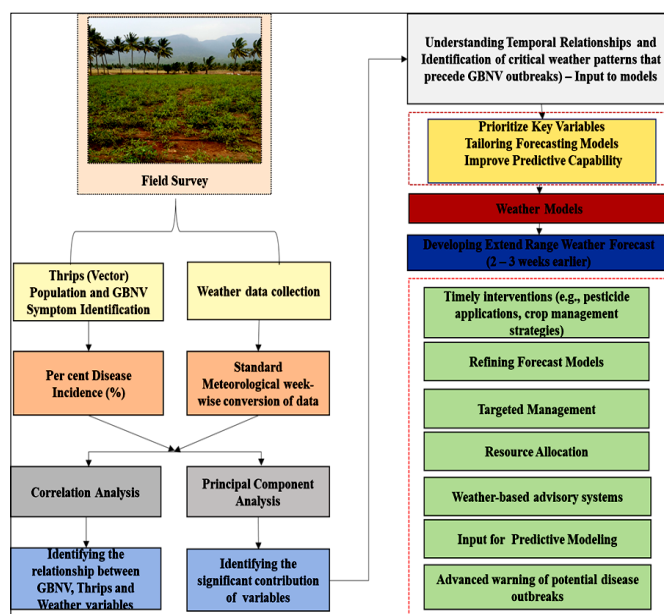 Field Survey
Thrips (Vector)
Population and GBNV
Symptom Identification
Weather data collection
Per cent Disease
Incidence (%)
Standard
Meteorological week-
wise conversion of data
Correlation Analysis
Principal Component
Analysis
Identifying the
relationship between
GBNV, Thrips and
Weather variables
Identifying the
significant contribution
of variables
Understanding Temporal Relationships and
Identification of critical weather patterns that
precede GBNV outbreaks) – Input to models
Prioritize Key Variables
Tailoring Forecasting Models
Improve Predictive Capability
Weather Models
Developing Extend Range Weather Forecast
(2 – 3 weeks earlier)
Timely interventions (e.g., pesticide
applications, crop management
strategies)
Refining Forecast Models
Targeted Management
Resource Allocation
Weather-based advisory systems
Input for Predictive Modeling
Advanced warning of potential disease
outbreaks